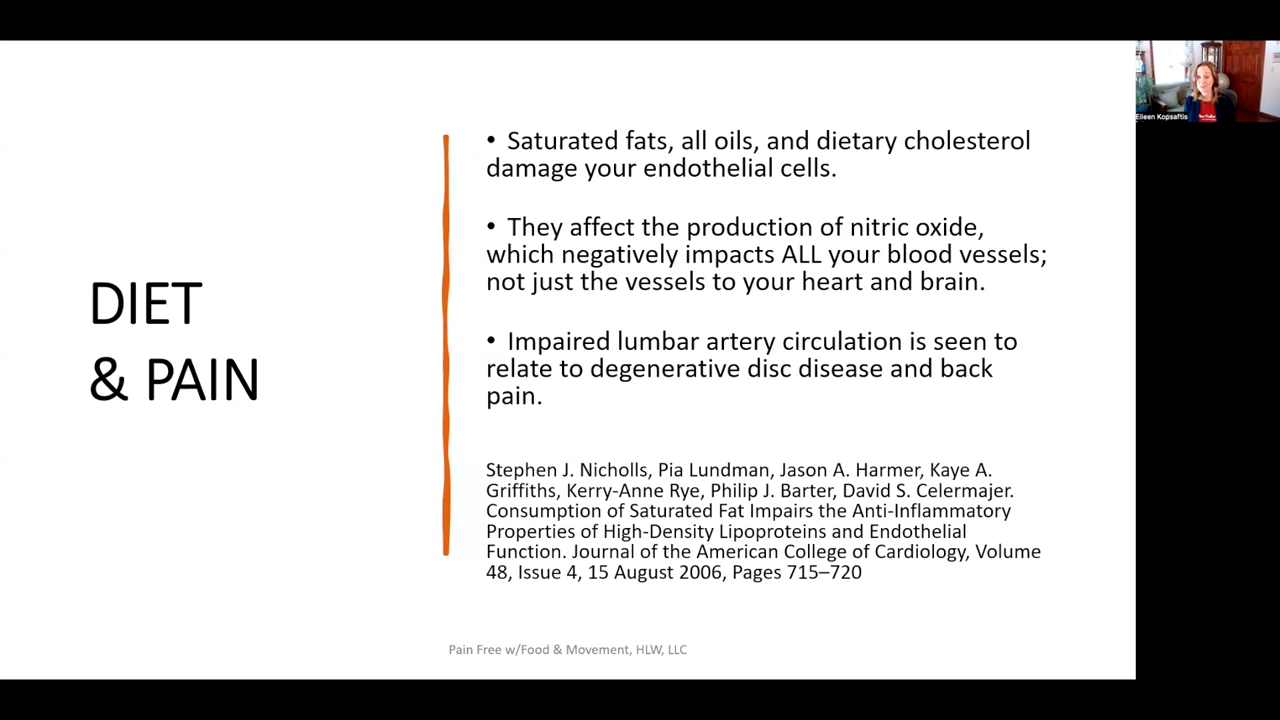 DIET
& PAIN
• Saturated fats, all oils, and dietary cholesterol
damage your endothelial cells.
• They affect the production of nitric oxide,
which negatively impacts ALL your blood vessels;
not just the vessels to your heart and brain.
• Impaired lumbar artery circulation is seen to
relate to degenerative disc disease and back
pain.
Stephen J. Nicholls, Pia Lundman, Jason A. Harmer, Kaye A.
Griffiths, Kerry-Anne Rye, Philip J. Barter, David S. Celermajer.
Consumption of Saturated Fat Impairs the Anti-Inflammatory
Properties of High-Density Lipoproteins and Endothelial
Function. Journal of the American College of Cardiology, Volume
48, Issue 4, 15 August 2006, Pages 715–720
Pain Free w/Food & Movement, HLW, LLC
Eileen Kopsaftis